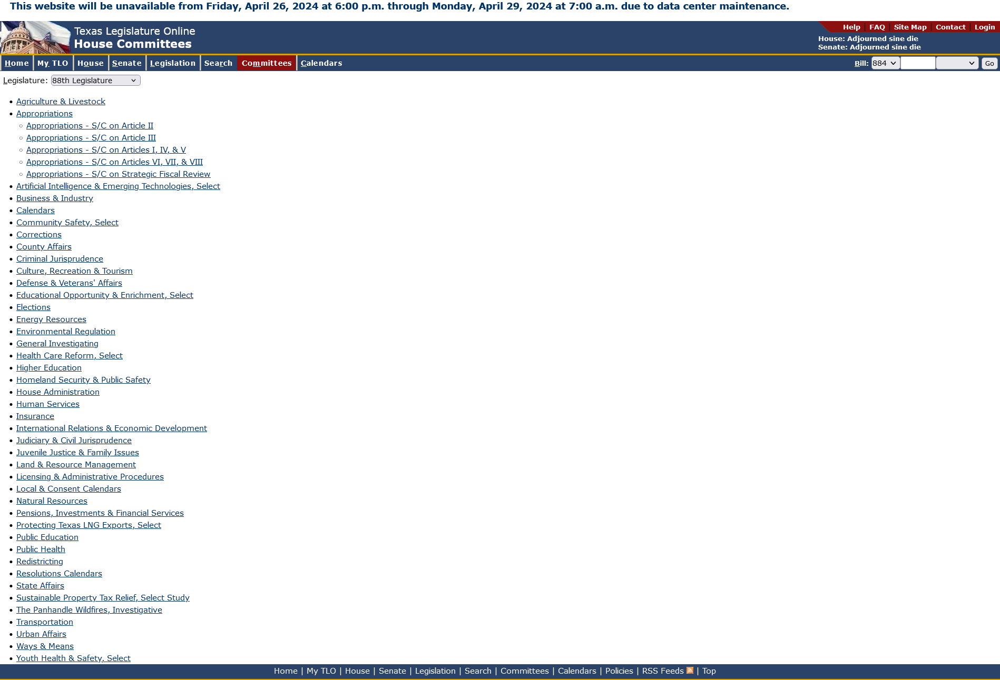 This website will be unavailable from Friday, April 26, 2024 at 6:00 p.m. through Monday, April 29, 2024 at 7:00 a.m. due to data center maintenance.
Texas Legislature Online
House Committees
Help | FAQ | Site Map | Contact | Login
House: Adjourned sine die
Senate: Adjourned sine die
Home My TLO House Senate Legislation Search Committees Calendars Bill: 884 Go
Legislature: 88th Legislature
• Agriculture & Livestock
• Appropriations
○ Appropriations - S/C on Article II
○ Appropriations - S/C on Article III
○ Appropriations - S/C on Articles I, IV, & V
○ Appropriations - S/C on Articles VI, VII, & VIII
○ Appropriations - S/C on Strategic Fiscal Review
• Artificial Intelligence & Emerging Technologies, Select
• Business & Industry
• Calendars
• Community Safety, Select
• Corrections
• County Affairs
• Criminal Jurisprudence
• Culture, Recreation & Tourism
• Defense & Veterans' Affairs
• Educational Opportunity & Enrichment, Select
• Elections
• Energy Resources
• Environmental Regulation
• General Investigating
• Health Care Reform, Select
• Higher Education
• Homeland Security & Public Safety
• House Administration
• Human Services
• Insurance
• International Relations & Economic Development
• Judiciary & Civil Jurisprudence
• Juvenile Justice & Family Issues
• Land & Resource Management
• Licensing & Administrative Procedures
• Local & Consent Calendars
• Natural Resources
• Pensions, Investments & Financial Services
• Protecting Texas LNG Exports, Select
• Public Education
• Public Health
• Redistricting
• Resolutions Calendars
• State Affairs
• Sustainable Property Tax Relief, Select Study
• The Panhandle Wildfires, Investigative
• Transportation
• Urban Affairs
• Ways & Means
• Youth Health & Safety, Select
Home | My TLO | House | Senate | Legislation | Search | Committees | Calendars | Policies | RSS Feeds | Top